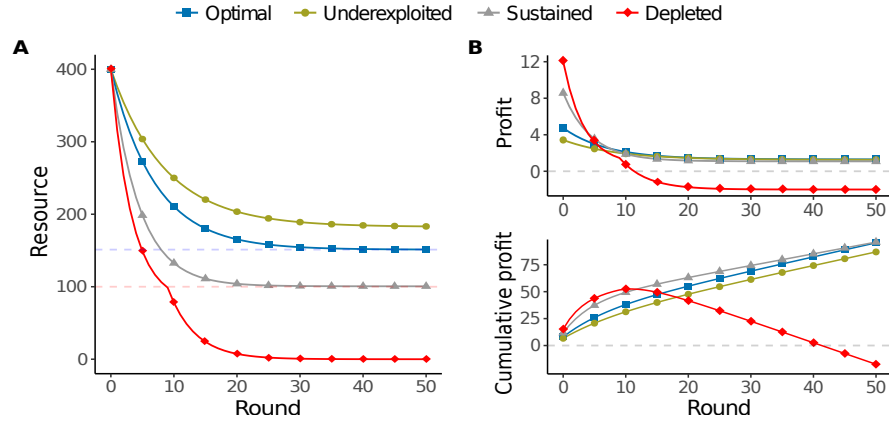 Optimal Underexploited Sustained Depleted
A
Resource
400
300
200
100
0
0 10 20 30 40 50
Round
B
Profit
12
8
4
0
0 10 20 30 40 50
Cumulative profit
75
50
25
0
0 10 20 30 40 50
Round